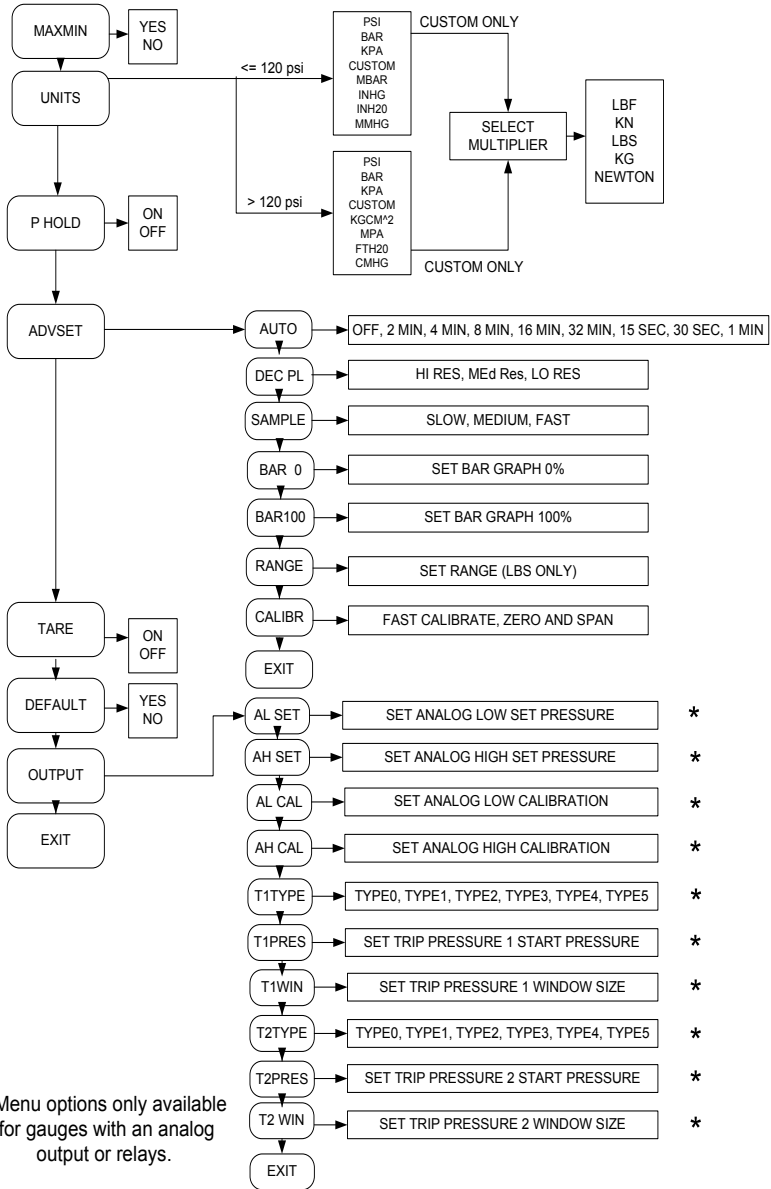 MAXMIN
YES
NO
UNITS
<= 120 psi
PSI
BAR
KPA
CUSTOM
MBAR
INHG
INH20
MMHG
CUSTOM ONLY
SELECT
MULTIPLIER
LBF
KN
LBS
KG
NEWTON
> 120 psi
PSI
BAR
KPA
CUSTOM
KGCM^2
MPA
FTH20
CMHG
CUSTOM ONLY
P HOLD
ON
OFF
ADVSET
AUTO
OFF, 2 MIN, 4 MIN, 8 MIN, 16 MIN, 32 MIN, 15 SEC, 30 SEC, 1 MIN
DEC PL
HI RES, MEd Res, LO RES
SAMPLE
SLOW, MEDIUM, FAST
BAR 0
SET BAR GRAPH 0%
BAR100
SET BAR GRAPH 100%
RANGE
SET RANGE (LBS ONLY)
CALIBR
FAST CALIBRATE, ZERO AND SPAN
EXIT
TARE
ON
OFF
DEFAULT
YES
NO
OUTPUT
EXIT
AL SET
SET ANALOG LOW SET PRESSURE *
AH SET
SET ANALOG HIGH SET PRESSURE *
AL CAL
SET ANALOG LOW CALIBRATION *
AH CAL
SET ANALOG HIGH CALIBRATION *
T1TYPE
TYPE0, TYPE1, TYPE2, TYPE3, TYPE4, TYPE5 *
T1PRES
SET TRIP PRESSURE 1 START PRESSURE *
T1WIN
SET TRIP PRESSURE 1 WINDOW SIZE *
T2TYPE
TYPE0, TYPE1, TYPE2, TYPE3, TYPE4, TYPE5 *
T2PRES
SET TRIP PRESSURE 2 START PRESSURE *
T2 WIN
SET TRIP PRESSURE 2 WINDOW SIZE *
EXIT
Menu options only available
for gauges with an analog
output or relays.